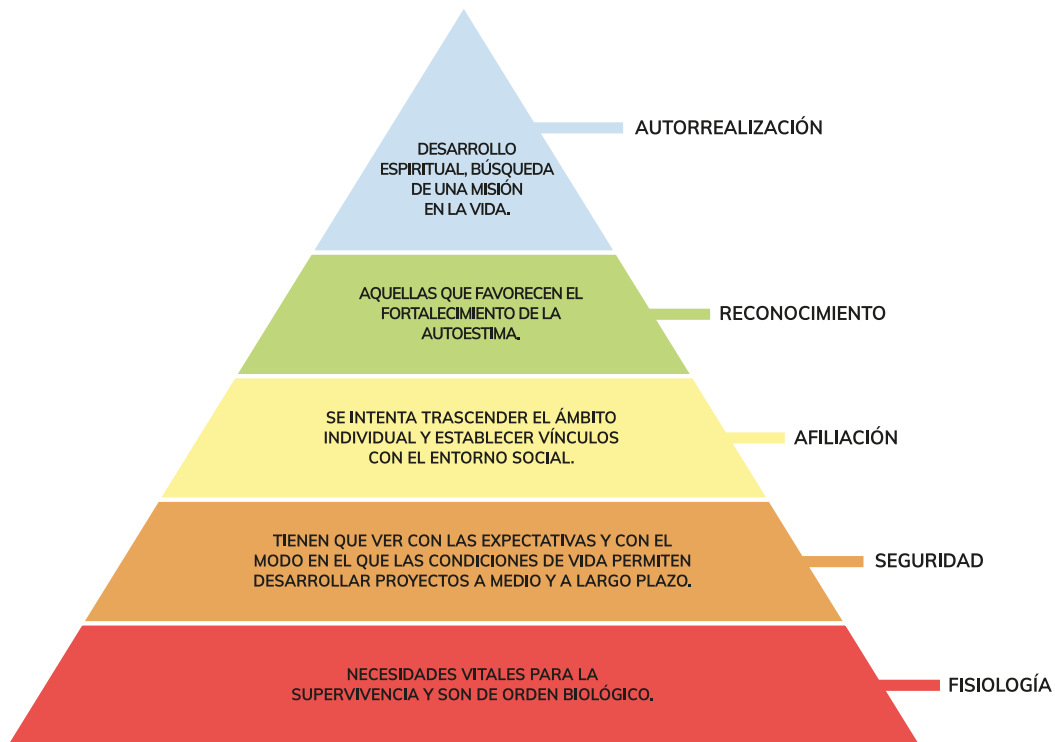 AUTORREALIZACIÓN
DESARROLLO
ESPIRITUAL, BÚSQUEDA
DE UNA MISIÓN
EN LA VIDA.
AQUELLAS QUE FAVORECEN EL
FORTALECIMIENTO DE LA
AUTOESTIMA.
RECONOCIMIENTO
SE INTENTA TRASCENDER EL ÁMBITO
INDIVIDUAL Y ESTABLECER VÍNCULOS
CON EL ENTORNO SOCIAL.
AFILIACIÓN
TIENEN QUE VER CON LAS EXPECTATIVAS Y CON EL
MODO EN EL QUE LAS CONDICIONES DE VIDA PERMITEN
DESARROLLAR PROYECTOS A MEDIO Y A LARGO PLAZO.
SEGURIDAD
NECESIDADES VITALES PARA LA
SUPERVIVENCIA Y SON DE ORDEN BIOLÓGICO.
FISIOLOGÍA